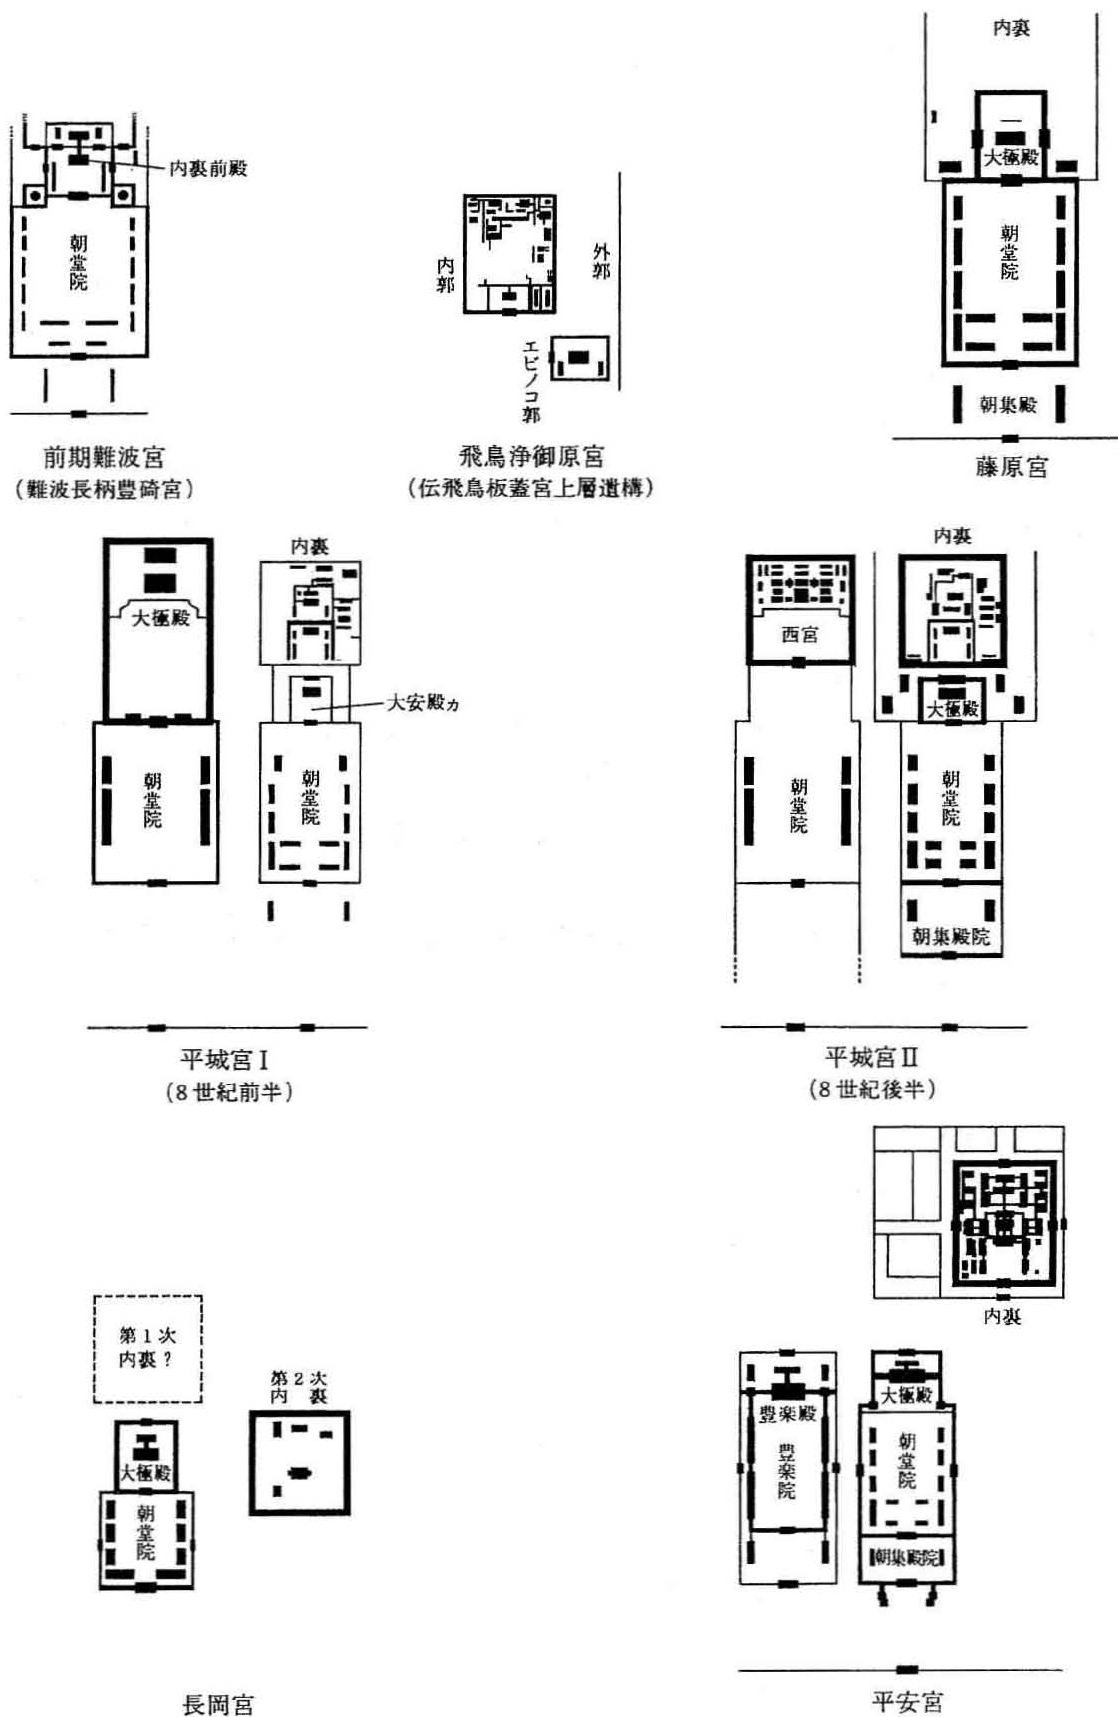 内裏前殿
朝堂院
前期難波宮
(難波長柄豊碕宮)
内郭
外郭
エビノコ郭
飛鳥浄御原宮
(伝飛鳥板蓋宮上層遺構)
内裏
大極殿
朝堂院
朝集殿
藤原宮
大極殿
朝堂院
内裏
大安殿ヵ
朝堂院
平城宮Ⅰ
(8世紀前半)
西宮
朝堂院
内裏
大極殿
朝堂院
朝集殿院
平城宮Ⅱ
(8世紀後半)
第1次
内裏?
大極殿
朝堂院
第2次
内裏
長岡宮
内裏
豊楽殿
豊楽院
大極殿
朝堂院
朝集殿院
平安宮